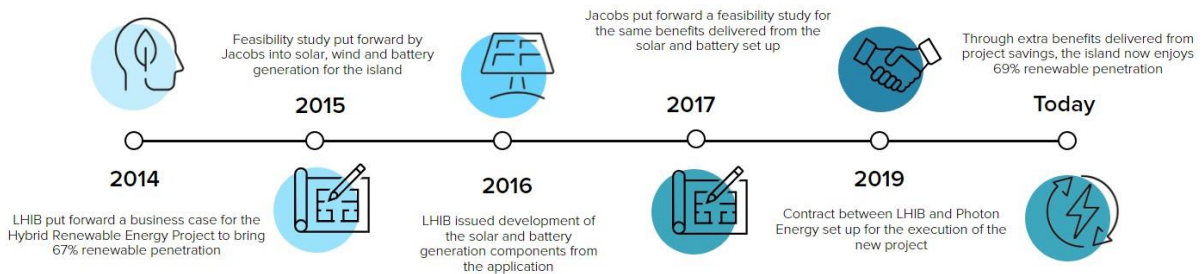 2014
LHIB put forward a business case for the
Hybrid Renewable Energy Project to bring
67% renewable penetration
Feasibility study put forward by
Jacobs into solar, wind and battery
generation for the island
2015
2016
LHIB issued development of
the solar and battery
generation components from
the application
Jacobs put forward a feasibility study for
the same benefits delivered from the
solar and battery set up
2017
2019
Contract between LHIB and Photon
Energy set up for the execution of the
new project
Through extra benefits delivered from
project savings, the island now enjoys
69% renewable penetration
Today